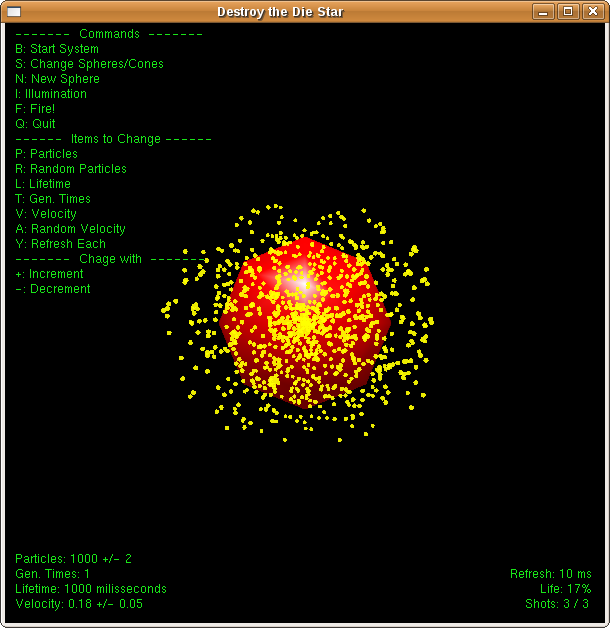 Destroy the Die Star
------- Commands -------
B: Start System
S: Change Spheres/Cones
N: New Sphere
I: Illumination
F: Fire!
Q: Quit
------ Items to Change ------
P: Particles
R: Random Particles
L: Lifetime
T: Gen. Times
V: Velocity
A: Random Velocity
Y: Refresh Each
------- Chage with -------
+: Increment
-: Decrement
Particles: 1000 +/- 2
Gen. Times: 1
Lifetime: 1000 milisseconds
Velocity: 0.18 +/- 0.05
Refresh: 10 ms
Life: 17%
Shots: 3 / 3